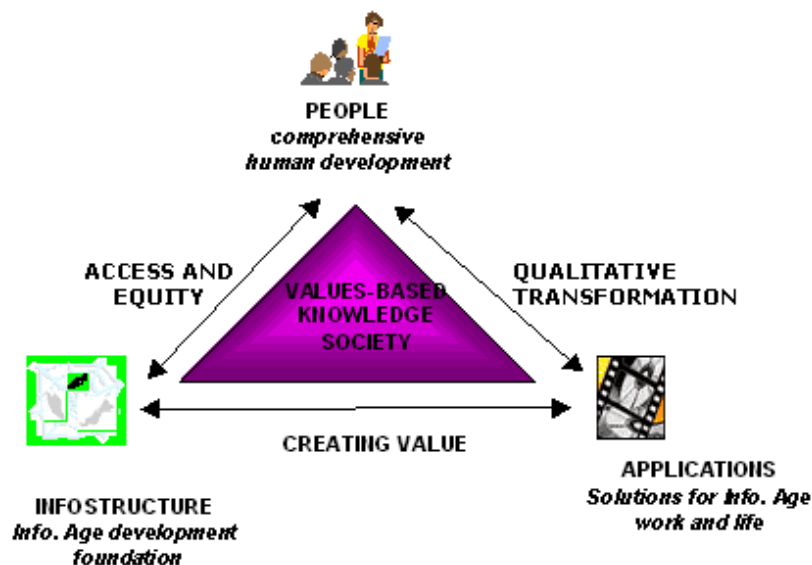 PEOPLE
comprehensive
human development
ACCESS AND
EQUITY
QUALITATIVE
TRANSFORMATION
VALUES-BASED
KNOWLEDGE
SOCIETY
CREATING VALUE
INFOSTRUCTURE
Info. Age development
foundation
APPLICATIONS
Solutions for Info. Age
work and life